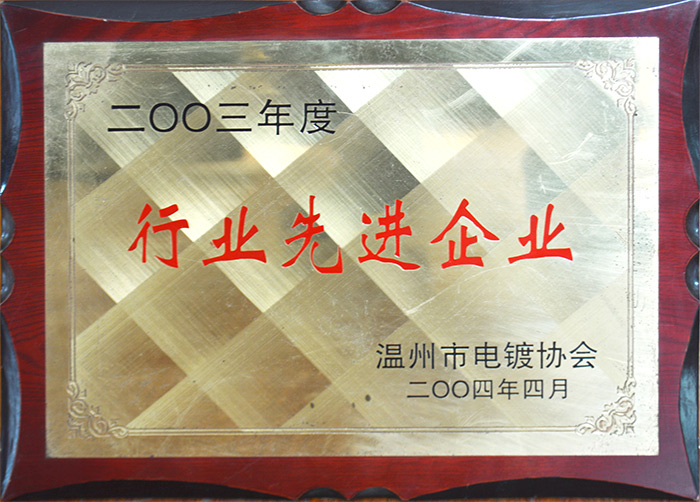 二〇〇三年度
行业先进企业
温州市电镀协会
二〇〇四年四月